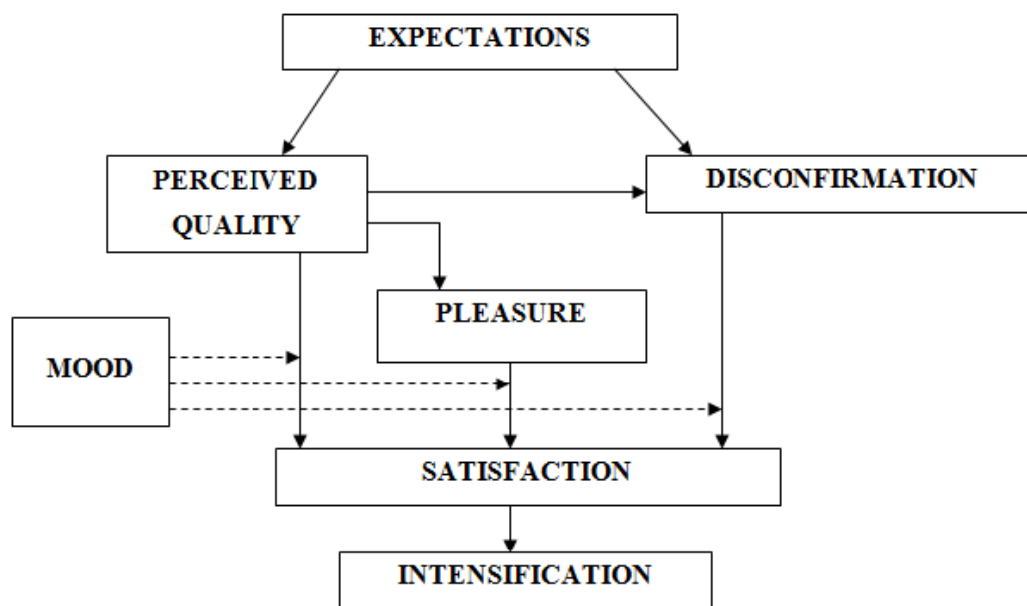 EXPECTATIONS
PERCEIVED
QUALITY
DISCONFIRMATION
PLEASURE
MOOD
SATISFACTION
INTENSIFICATION